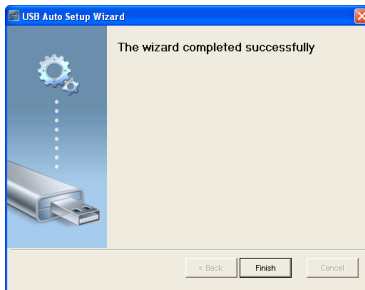 USB Auto Setup Wizard
The wizard completed successfully
< Back
Finish
Cancel